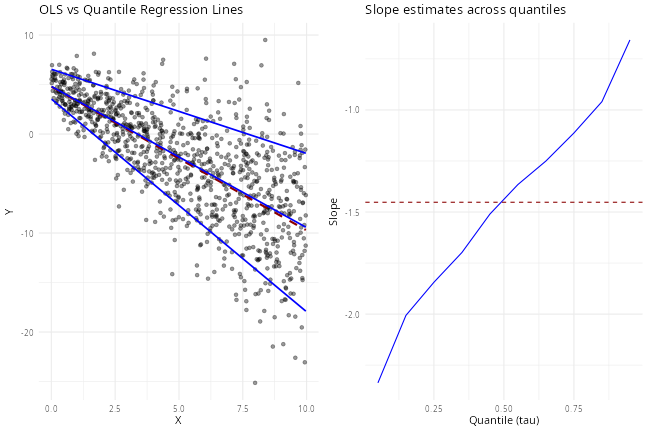 OLS vs Quantile Regression Lines
10
0
-10
-20
0.0
2.5
5.0
7.5
10.0
X
Y
Slope estimates across quantiles
-1.0
-1.5
-2.0
0.25
0.50
0.75
Quantile (tau)
Slope